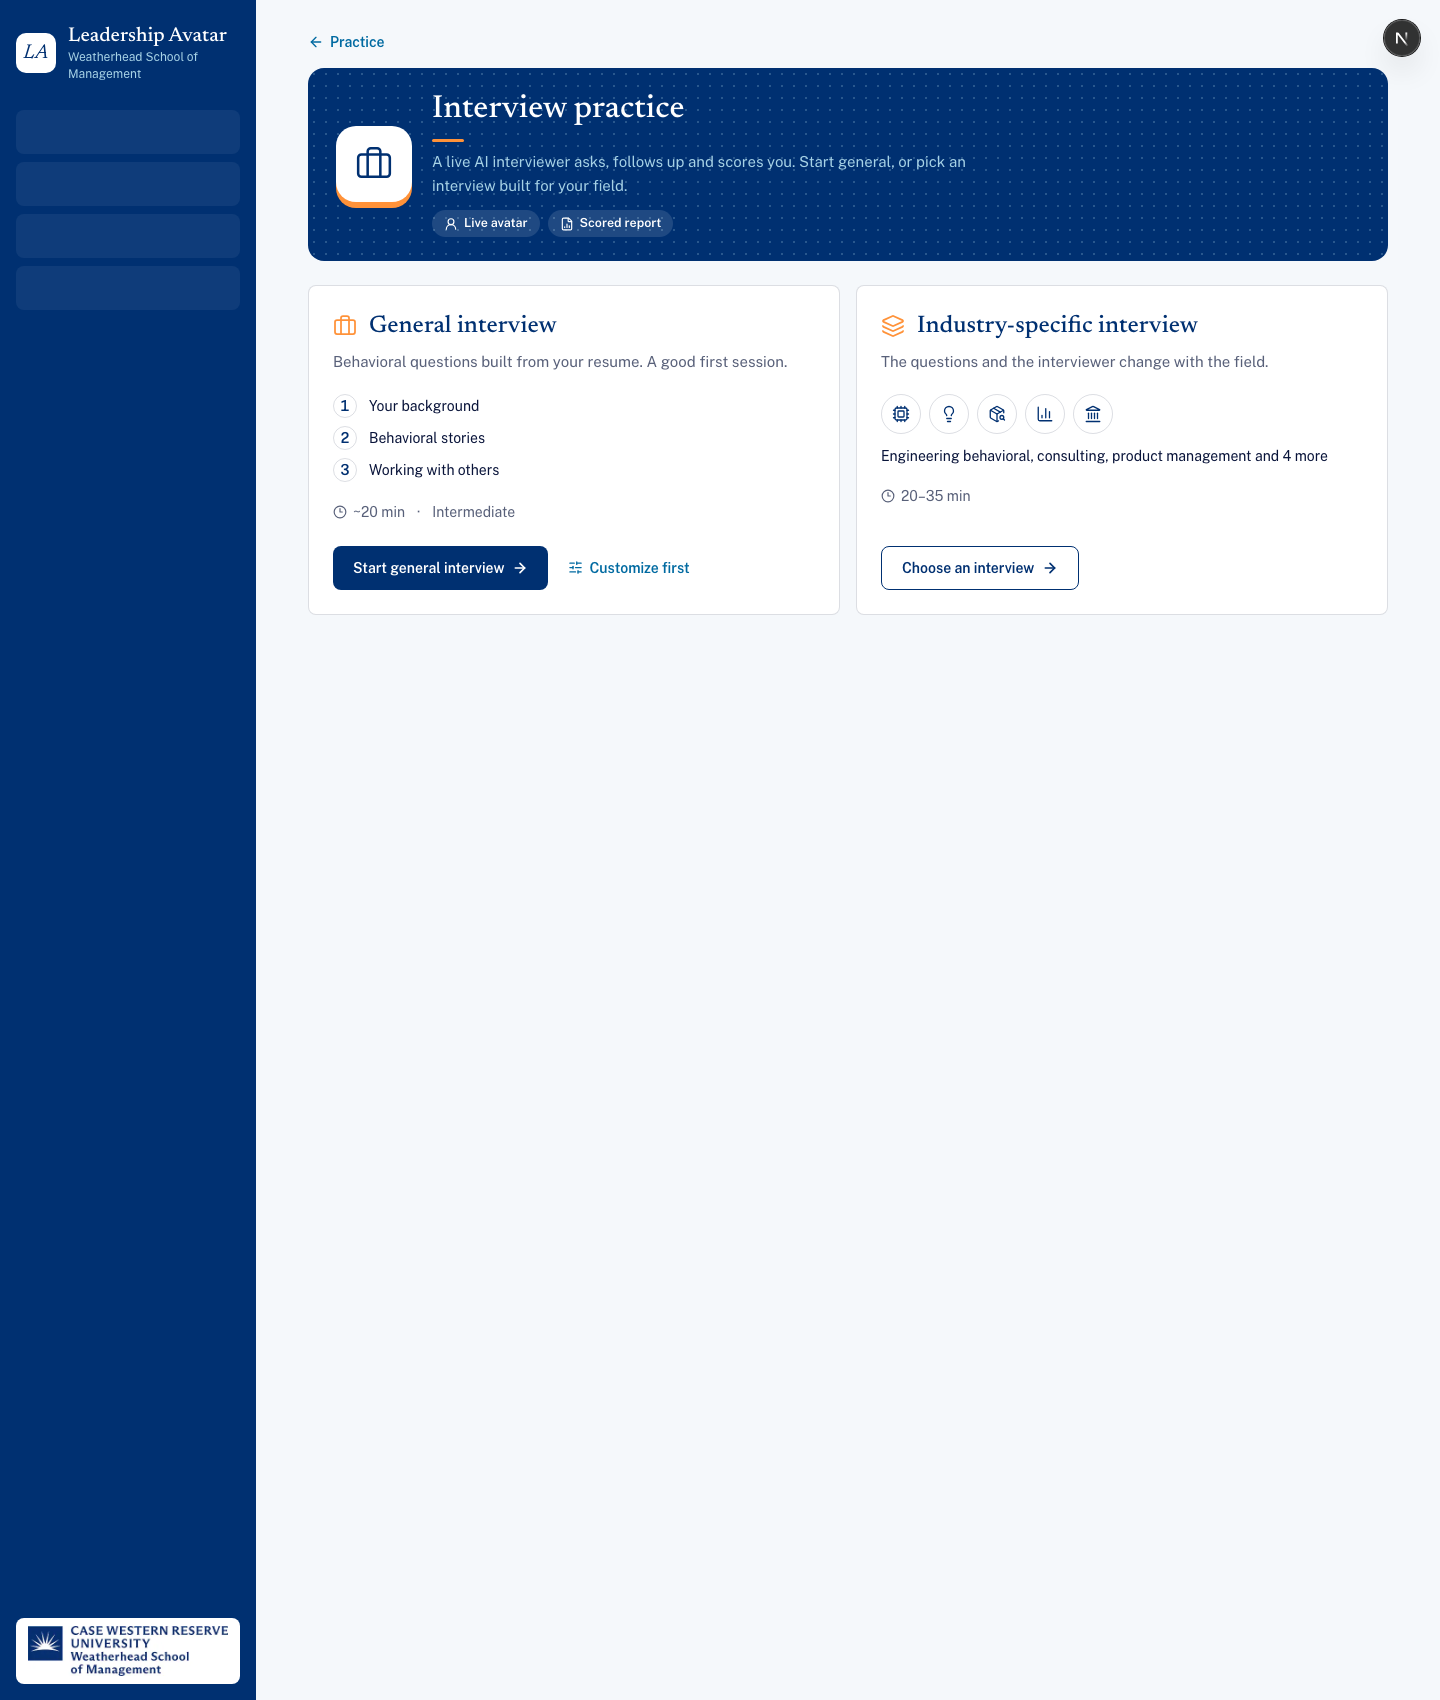 LA
Leadership Avatar
Weatherhead School of
Management
Practice
N
Interview practice
A live AI interviewer asks, follows up and scores you. Start general, or pick an
interview built for your field.
Live avatar
Scored report
General interview
Behavioral questions built from your resume. A good first session.
1 Your background
2 Behavioral stories
3 Working with others
~20 min · Intermediate
Start general interview
Customize first
Industry-specific interview
The questions and the interviewer change with the field.
Engineering behavioral, consulting, product management and 4 more
20–35 min
Choose an interview
CASE WESTERN RESERVE
UNIVERSITY
Weatherhead School
of Management